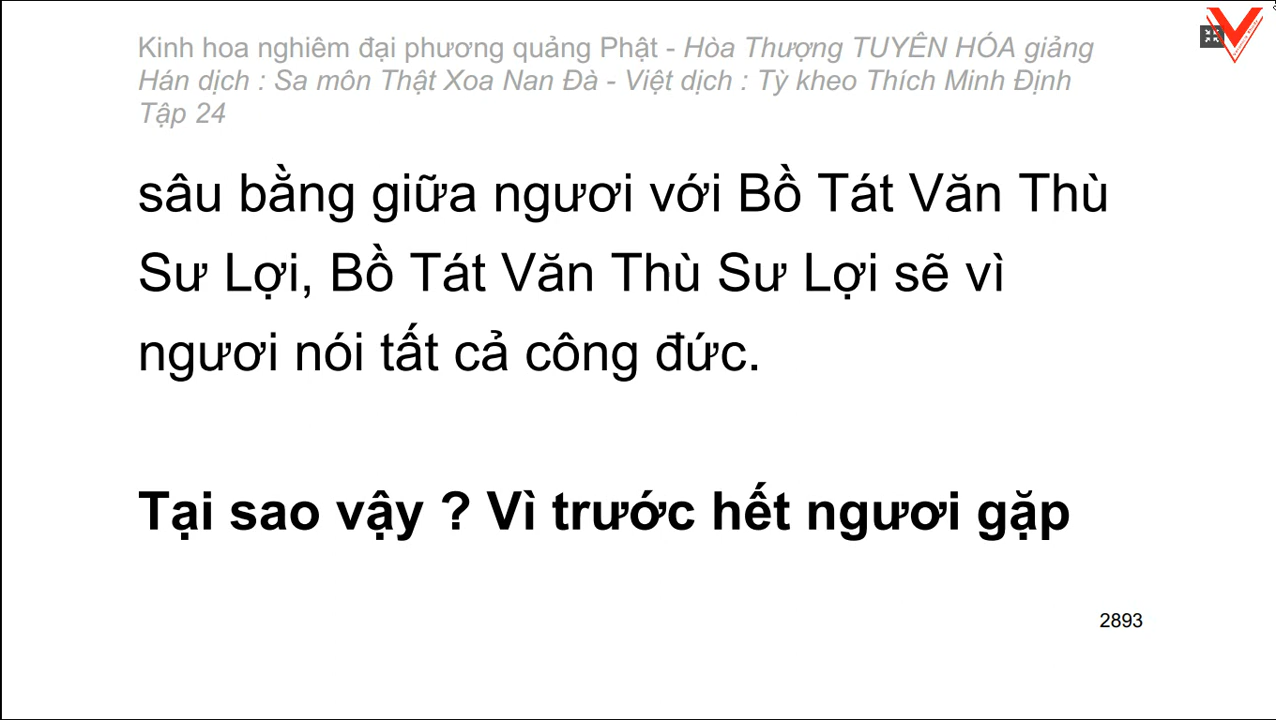 Kinh hoa nghiêm đại phương quảng Phật - Hòa Thượng TUYÊN HÓA giảng
Hán dịch : Sa môn Thật Xoa Nan Đà - Việt dịch : Tỳ kheo Thích Minh Định
Tập 24
sâu bằng giữa ngươi với Bồ Tát Văn Thù
Sư Lợi, Bồ Tát Văn Thù Sư Lợi sẽ vì
ngươi nói tất cả công đức.
Tại sao vậy ? Vì trước hết ngươi gặp
2893